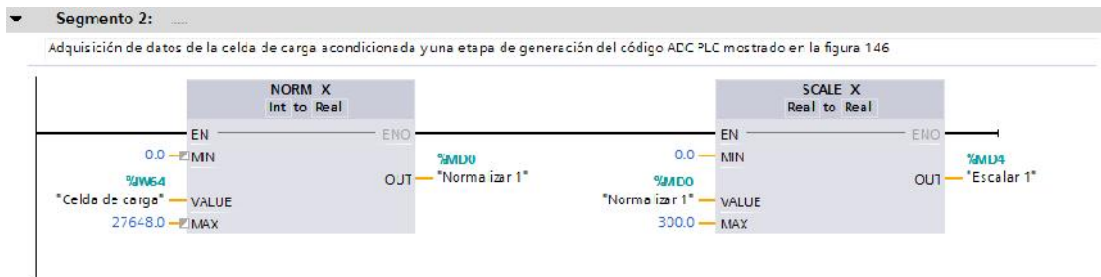 Segmento 2: .....
Adquisición de datos de la celda de carga acondicionada y una etapa de generación del código ADC PLC mostrado en la figura 146
NORM_X
Int to Real
SCALE_X
Real to Real
EN ENO
EN ENO
0.0 MIN
%MD0
0.0 MIN
%MD4
%IW64
OUT "Normalizar 1"
%MD0
OUT "Escalar 1"
"Celda de carga" VALUE
"Normalizar 1" VALUE
27648.0 MAX
300.0 MAX